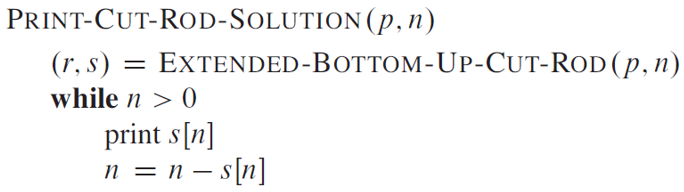 PRINT-CUT-ROD-SOLUTION(p, n)
(r, s) = EXTENDED-BOTTOM-UP-CUT-ROD(p, n)
while n > 0
print s[n]
n = n − s[n]